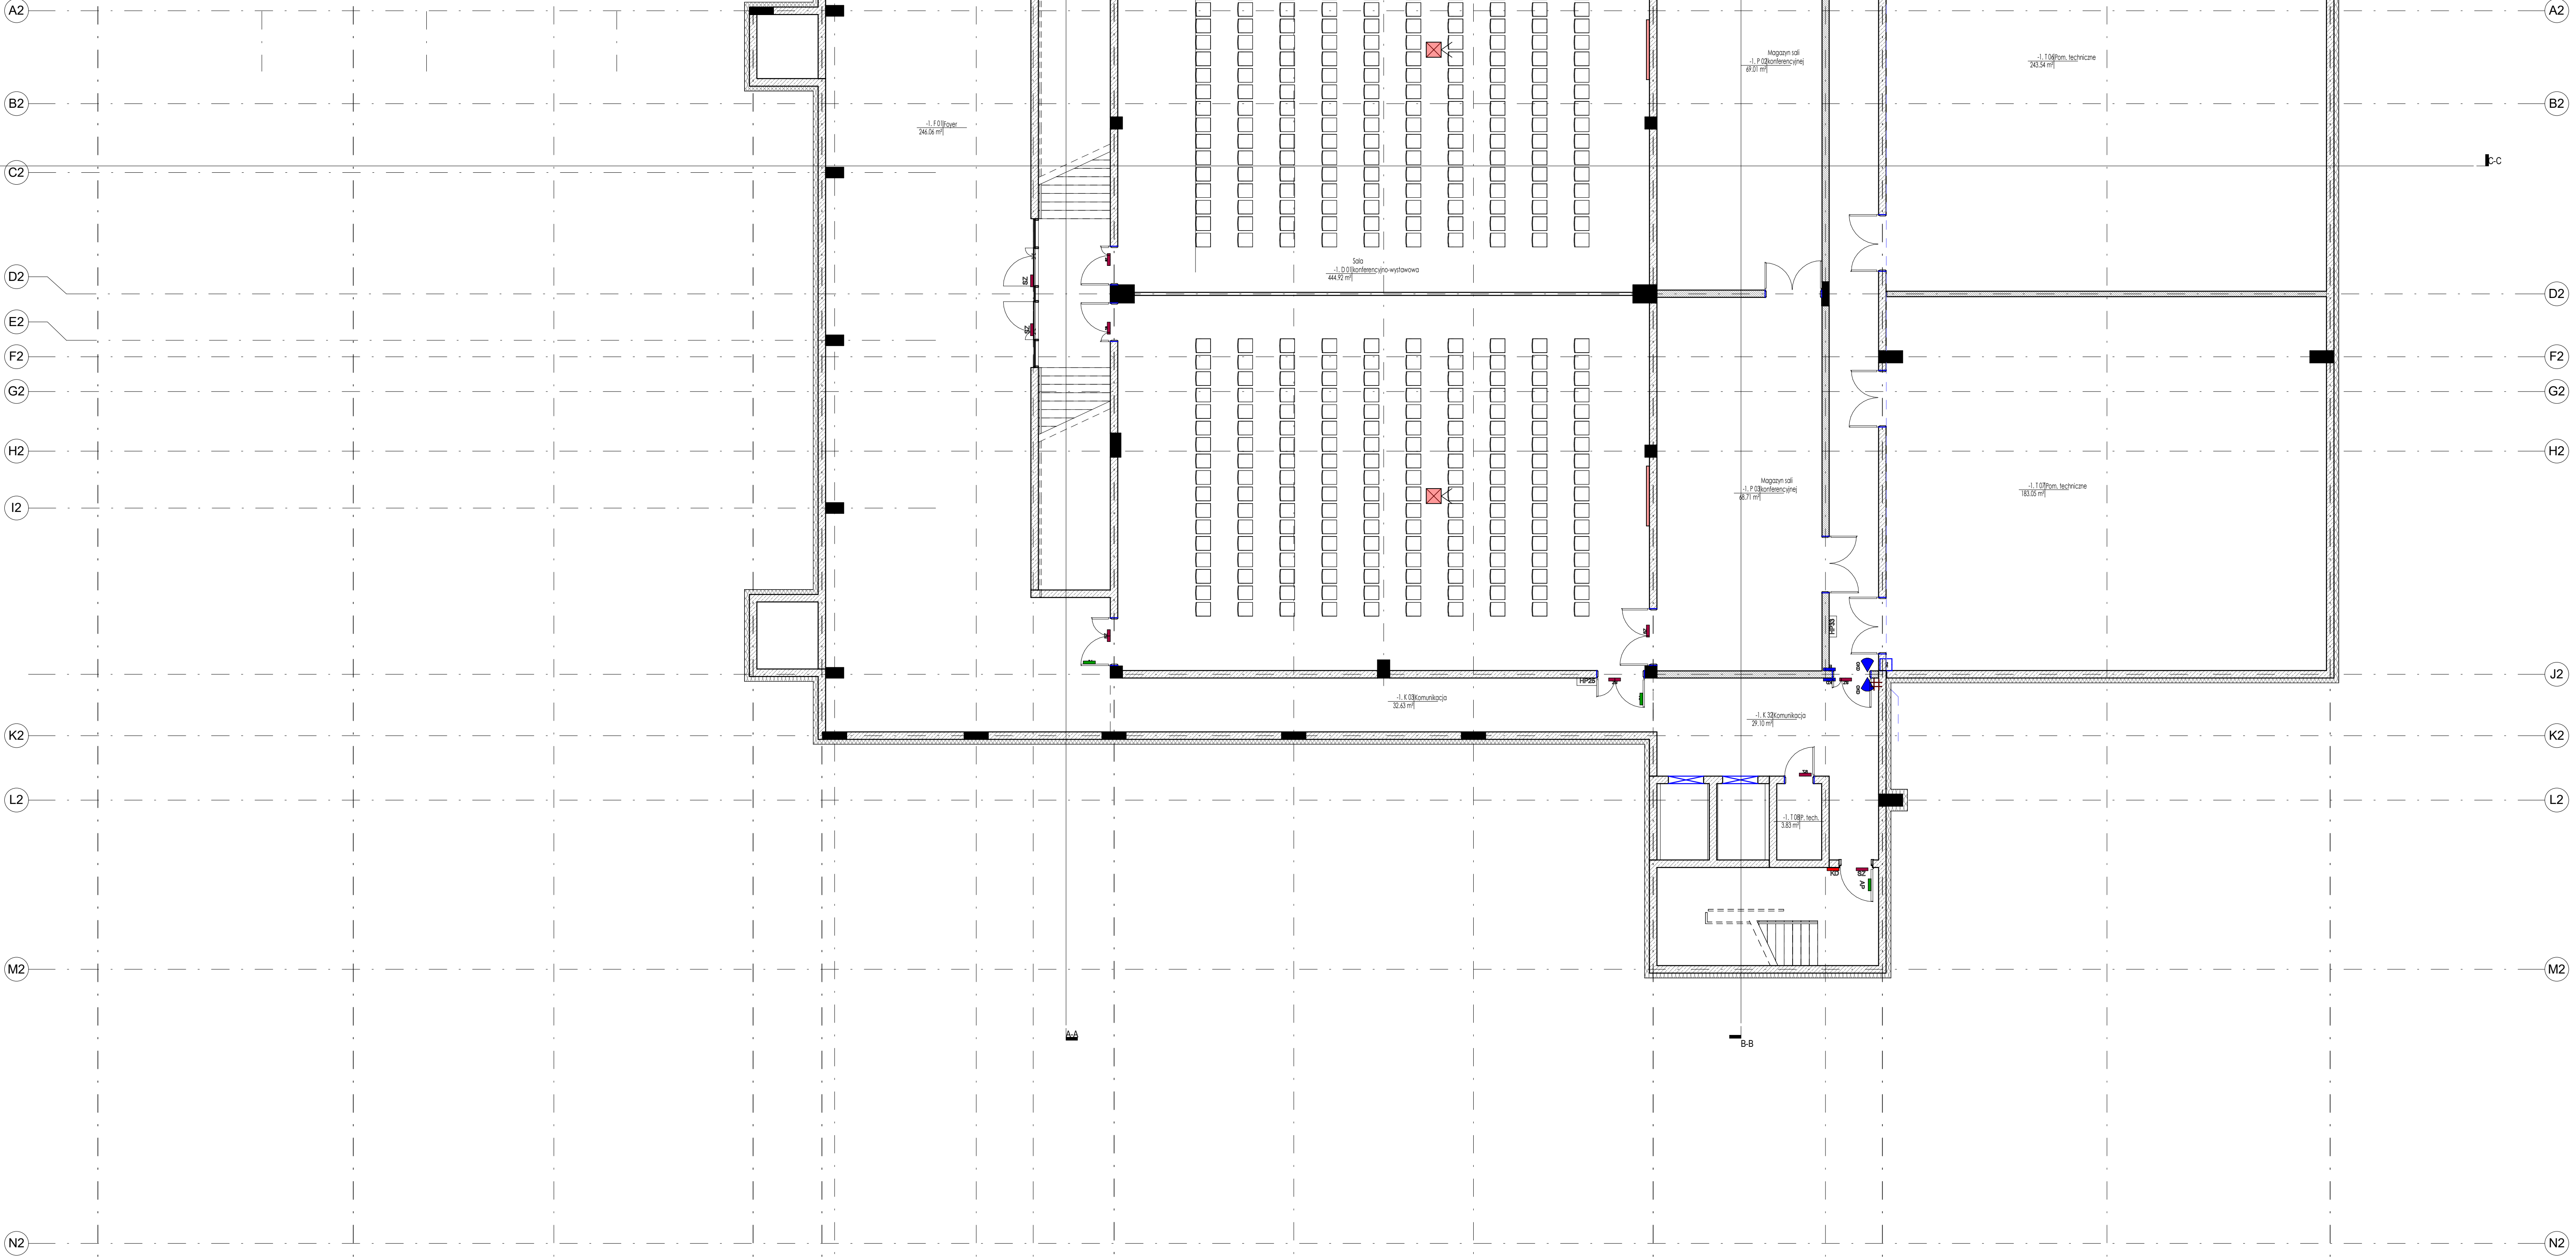 A2
A2
Magazyn sali
-1. P 02 konferencyjnej
69.01 m²
-1. T 06 Pom. techniczne
243.54 m²
B2
B2
-1. F 01 Foyer
246.06 m²
C-C
C2
Sala
-1. D 01 konferencyjno-wystawowa
444.92 m²
D2
D2
E2
F2
F2
G2
G2
H2
H2
Magazyn sali
-1. P 03 konferencyjnej
68.71 m²
-1. T 07 Pom. techniczne
183.05 m²
I2
HP33
J2
HP25
-1. K 03 Komunikacja
32.63 m²
-1. K 32 Komunikacja
29.10 m²
K2
K2
L2
L2
-1. T 08 P. tech.
3.83 m²
AP
M2
M2
A-A
B-B
N2
N2